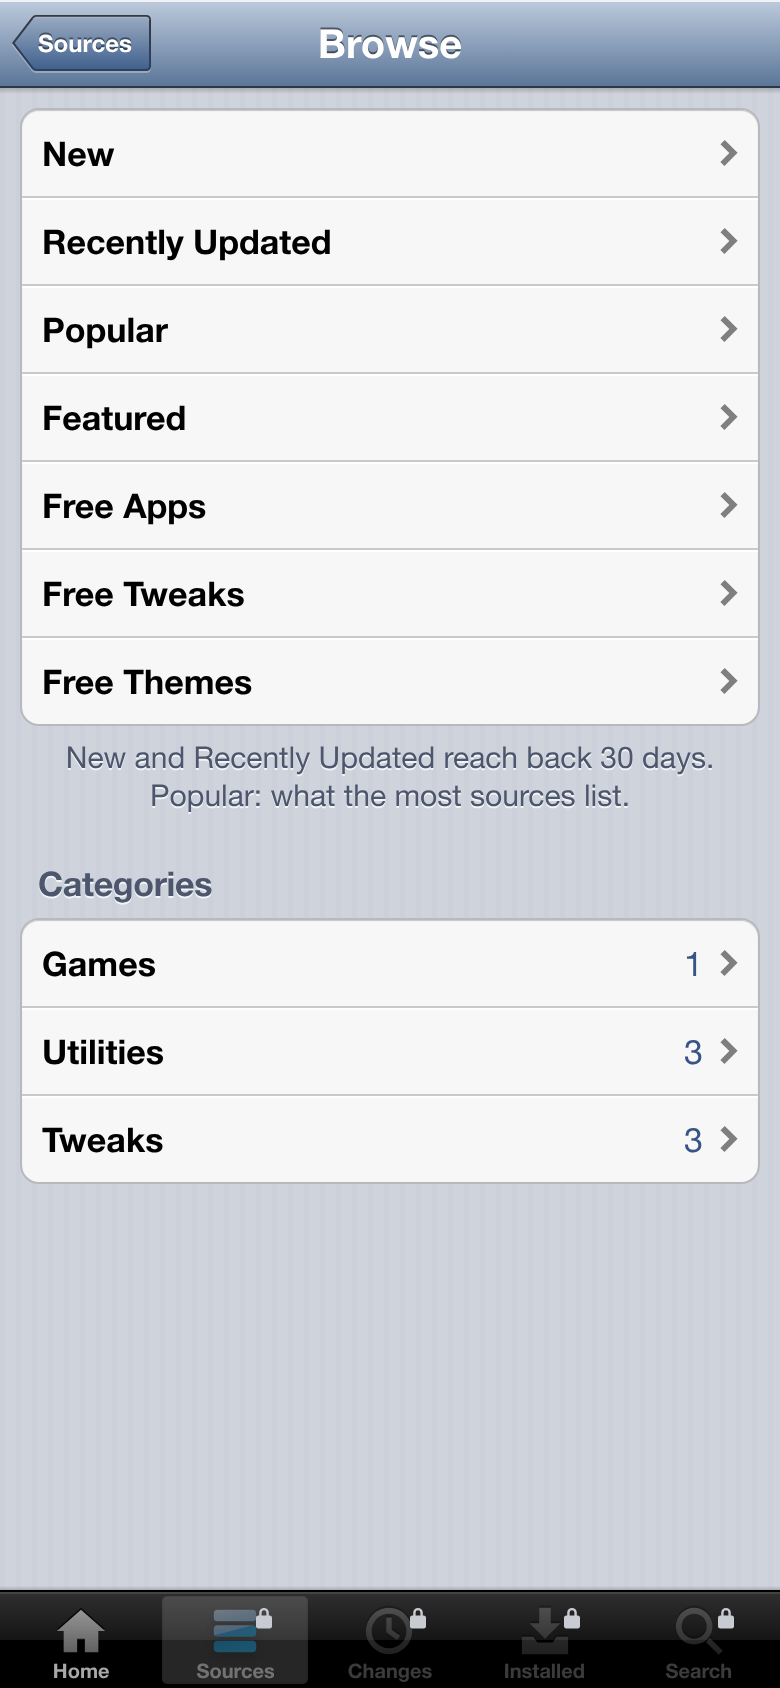 Sources
Browse
New
Recently Updated
Popular
Featured
Free Apps
Free Tweaks
Free Themes
New and Recently Updated reach back 30 days.
Popular: what the most sources list.
Categories
Games 1
Utilities 3
Tweaks 3
Home Sources Changes Installed Search